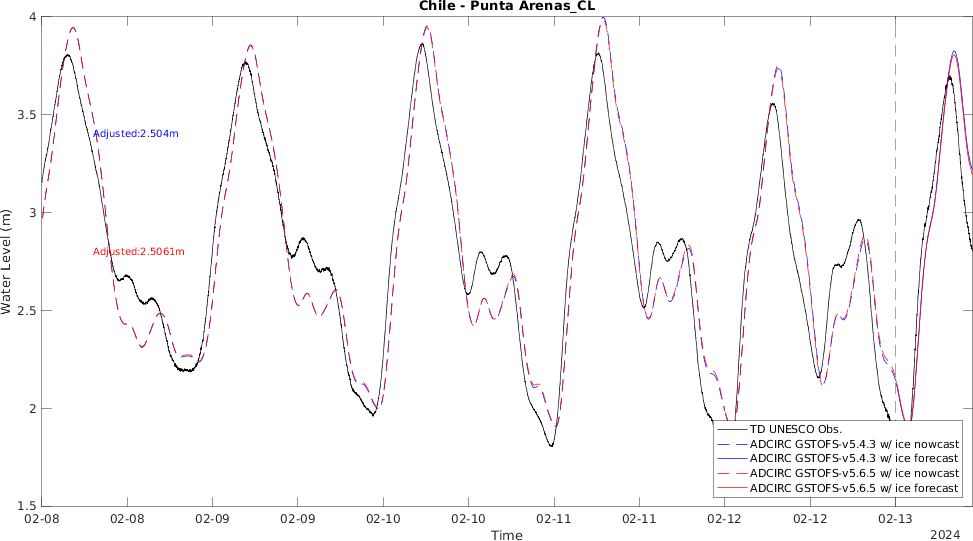 Chile - Punta Arenas_CL
4
3.5
3
2.5
2
1.5
Water Level (m)
Adjusted:2.504m
Adjusted:2.5061m
TD UNESCO Obs.
ADCIRC GSTOFS-v5.4.3 w/ ice nowcast
ADCIRC GSTOFS-v5.4.3 w/ ice forecast
ADCIRC GSTOFS-v5.6.5 w/ ice nowcast
ADCIRC GSTOFS-v5.6.5 w/ ice forecast
02-08 02-08 02-09 02-09 02-10 02-10 02-11 02-11 02-12 02-12 02-13
Time
2024